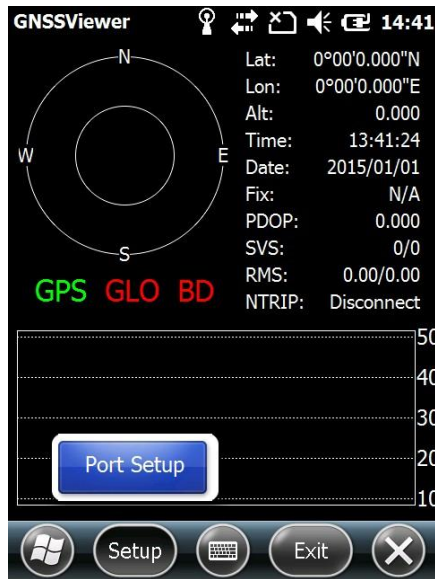 GNSSViewer 14:41
N
W E
S
GPS GLO BD
Lat: 0°00'0.000"N
Lon: 0°00'0.000"E
Alt: 0.000
Time: 13:41:24
Date: 2015/01/01
Fix: N/A
PDOP: 0.000
SVS: 0/0
RMS: 0.00/0.00
NTRIP: Disconnect
50
40
30
20
10
Port Setup
Setup Exit